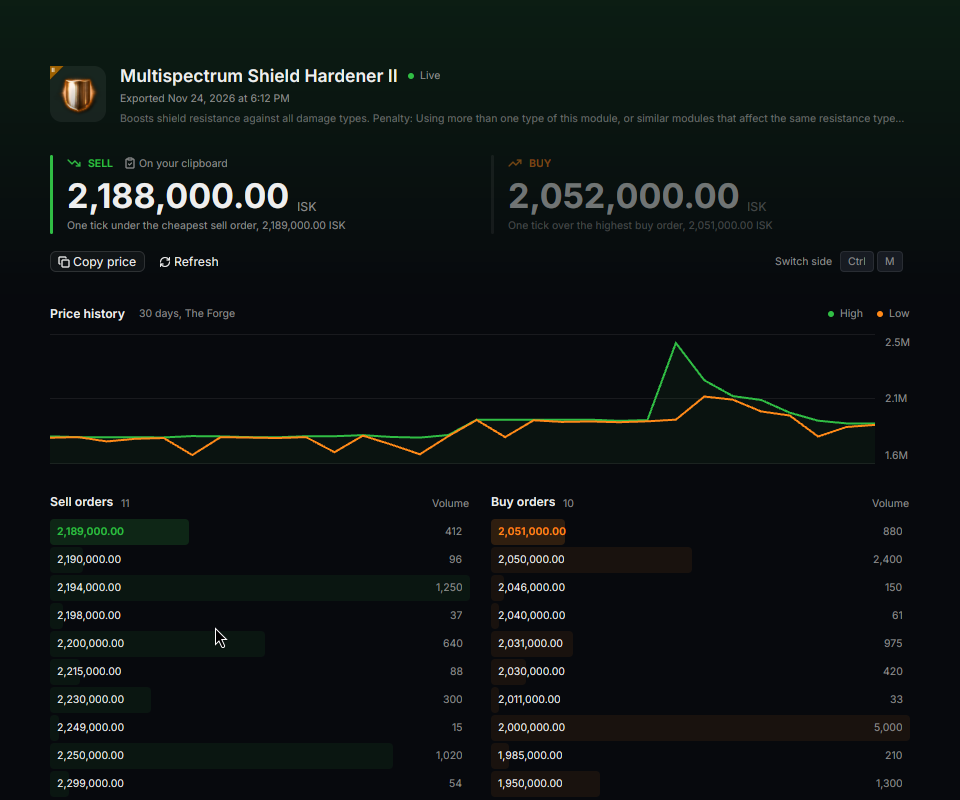 Multispectrum Shield Hardener II
Live
Exported Nov 24, 2026 at 6:12 PM
Boosts shield resistance against all damage types. Penalty: Using more than one type of this module, or similar modules that affect the same resistance type...
SELL On your clipboard
2,188,000.00 ISK
One tick under the cheapest sell order, 2,189,000.00 ISK
BUY
2,052,000.00 ISK
One tick over the highest buy order, 2,051,000.00 ISK
Copy price Refresh
Switch side Ctrl M
Price history 30 days, The Forge
High Low
2.5M
2.1M
1.6M
Sell orders 11 Volume
2,189,000.00 412
2,190,000.00 96
2,194,000.00 1,250
2,198,000.00 37
2,200,000.00 640
2,215,000.00 88
2,230,000.00 300
2,249,000.00 15
2,250,000.00 1,020
2,299,000.00 54
Buy orders 10 Volume
2,051,000.00 880
2,050,000.00 2,400
2,046,000.00 150
2,040,000.00 61
2,031,000.00 975
2,030,000.00 420
2,011,000.00 33
2,000,000.00 5,000
1,985,000.00 210
1,950,000.00 1,300